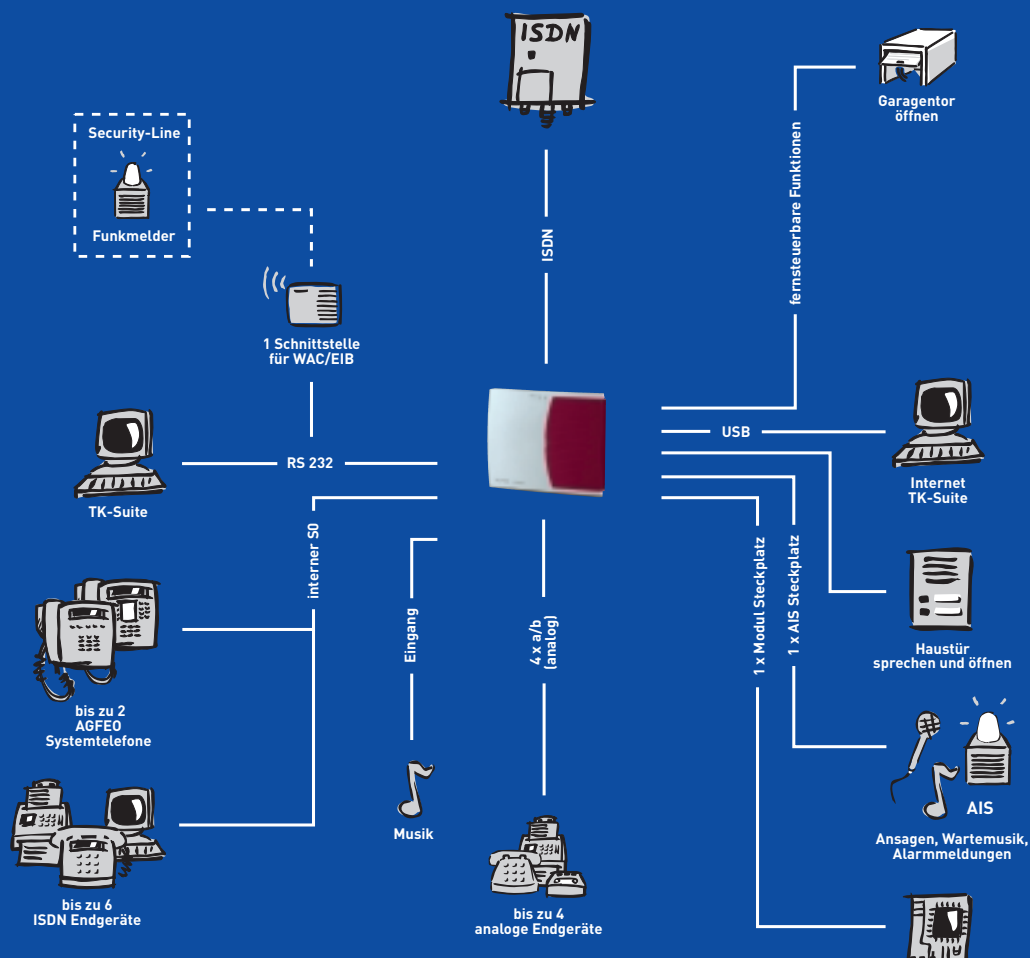 ISDN
Garagentor
öffnen
Security-Line
Funkmelder
fernsteuerbare Funktionen
ISDN
1 Schnittstelle
für WAC/EIB
USB
RS 232
Internet
TK-Suite
TK-Suite
interner S0
Eingang
4 x a/b
(analog)
1 x Modul Steckplatz
1 x AIS Steckplatz
Haustür
sprechen und öffnen
bis zu 2
AGFEO
Systemtelefone
AIS
Musik
Ansagen, Wartemusik,
Alarmmeldungen
bis zu 6
ISDN Endgeräte
bis zu 4
analoge Endgeräte